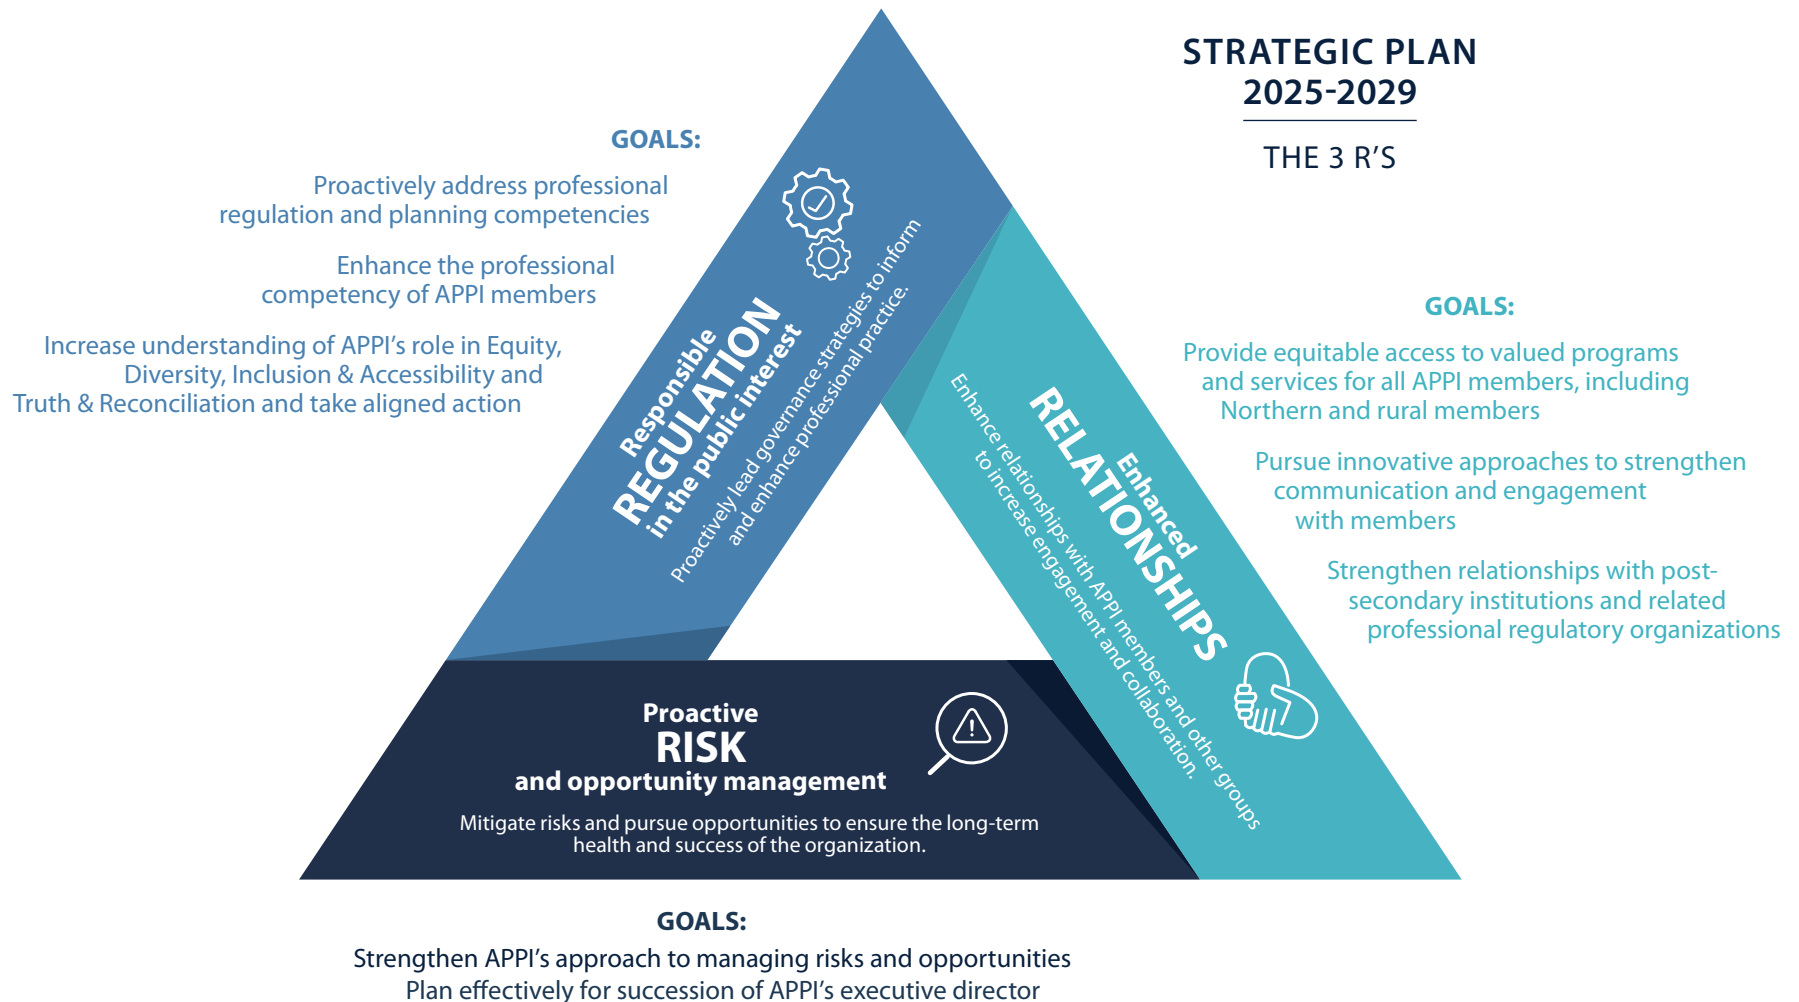 STRATEGIC PLAN
2025-2029
THE 3 R'S
GOALS:
Proactively address professional
regulation and planning competencies
Enhance the professional
competency of APPI members
Increase understanding of APPI's role in Equity,
Diversity, Inclusion & Accessibility and
Truth & Reconciliation and take aligned action
Responsible
REGULATION
in the public interest
Proactively lead governance strategies to inform
and enhance professional practice.
Enhanced
RELATIONSHIPS
Enhance relationships with APPI members and other groups
to increase engagement and collaboration.
GOALS:
Provide equitable access to valued programs
and services for all APPI members, including
Northern and rural members
Pursue innovative approaches to strengthen
communication and engagement
with members
Strengthen relationships with post-
secondary institutions and related
professional regulatory organizations
Proactive
RISK
and opportunity management
Mitigate risks and pursue opportunities to ensure the long-term
health and success of the organization.
GOALS:
Strengthen APPI's approach to managing risks and opportunities
Plan effectively for succession of APPI's executive director